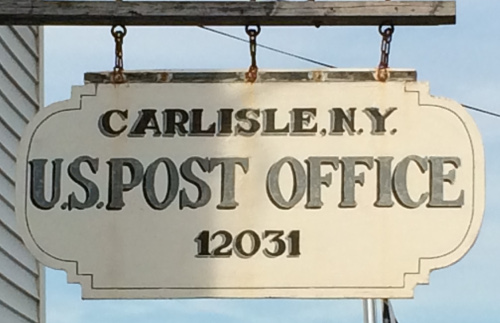 CARLISLE, N.Y.
U.S. POST OFFICE
12031